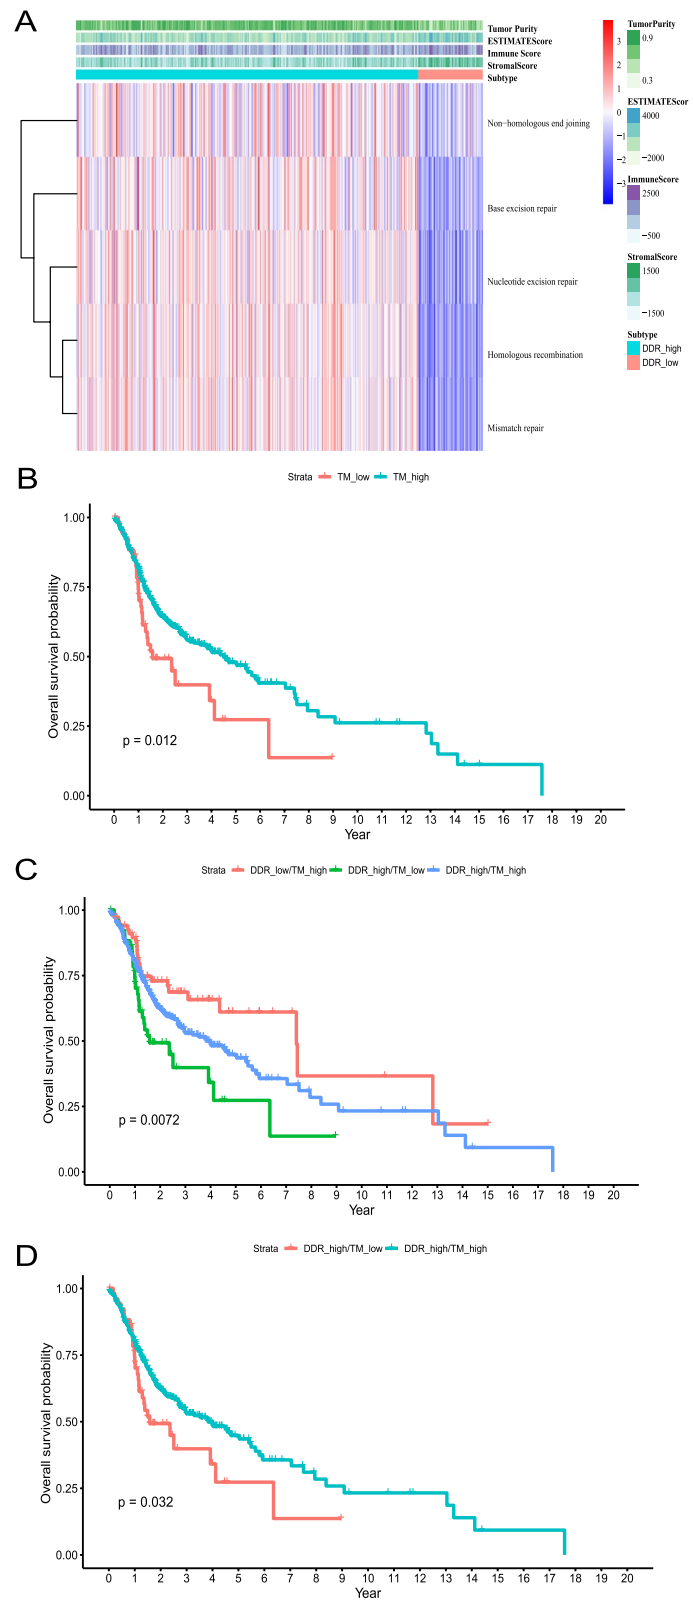 A
Tumor Purity
ESTIMATEScore
Immune Score
StromalScore
Subtype
Non-homologous end joining
Base excision repair
Nucleotide excision repair
Homologous recombination
Mismatch repair
3
2
1
0
−1
−2
−3
TumorPurity
0.9
0.3
ESTIMATEScor
4000
−2000
ImmuneScore
2500
−500
StromalScore
1500
−1500
Subtype
DDR_high
DDR_low
B
Strata TM_low TM_high
Overall survival probability
1.00
0.75
0.50
0.25
0.00
p = 0.012
0 1 2 3 4 5 6 7 8 9 10 11 12 13 14 15 16 17 18 19 20
Year
C
Strata DDR_low/TM_high DDR_high/TM_low DDR_high/TM_high
Overall survival probability
1.00
0.75
0.50
0.25
0.00
p = 0.0072
0 1 2 3 4 5 6 7 8 9 10 11 12 13 14 15 16 17 18 19 20
Year
D
Strata DDR_high/TM_low DDR_high/TM_high
Overall survival probability
1.00
0.75
0.50
0.25
0.00
p = 0.032
0 1 2 3 4 5 6 7 8 9 10 11 12 13 14 15 16 17 18 19 20
Year